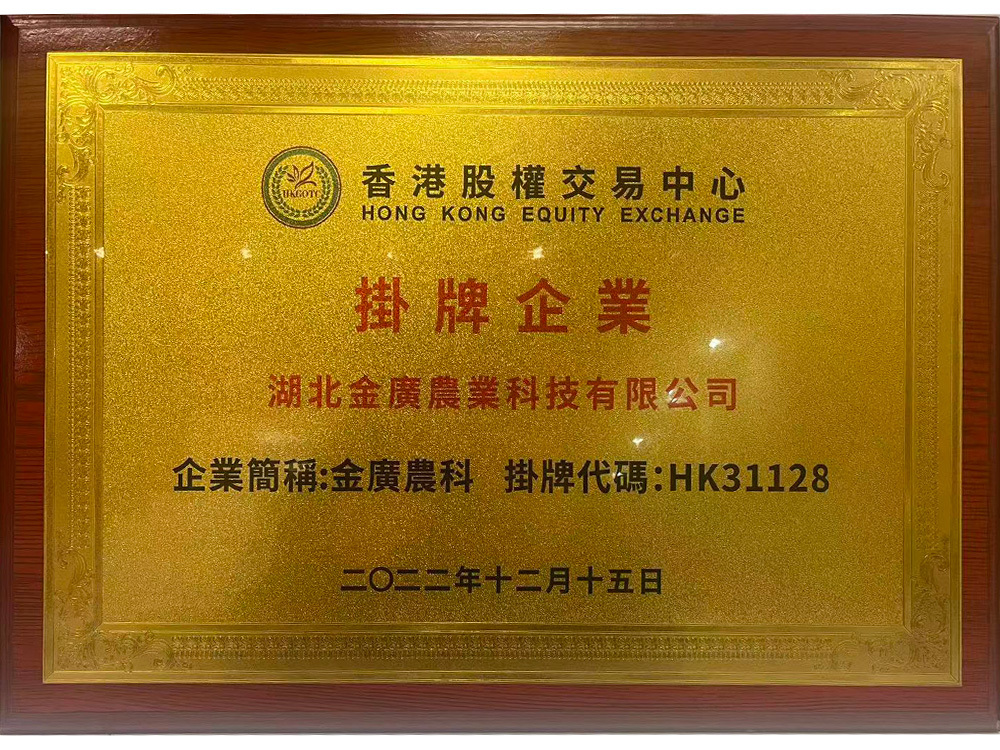 HKGOTC
香港股權交易中心
HONG KONG EQUITY EXCHANGE
掛牌企業
湖北金廣農業科技有限公司
企業簡稱:金廣農科 掛牌代碼:HK31128
二〇二二年十二月十五日